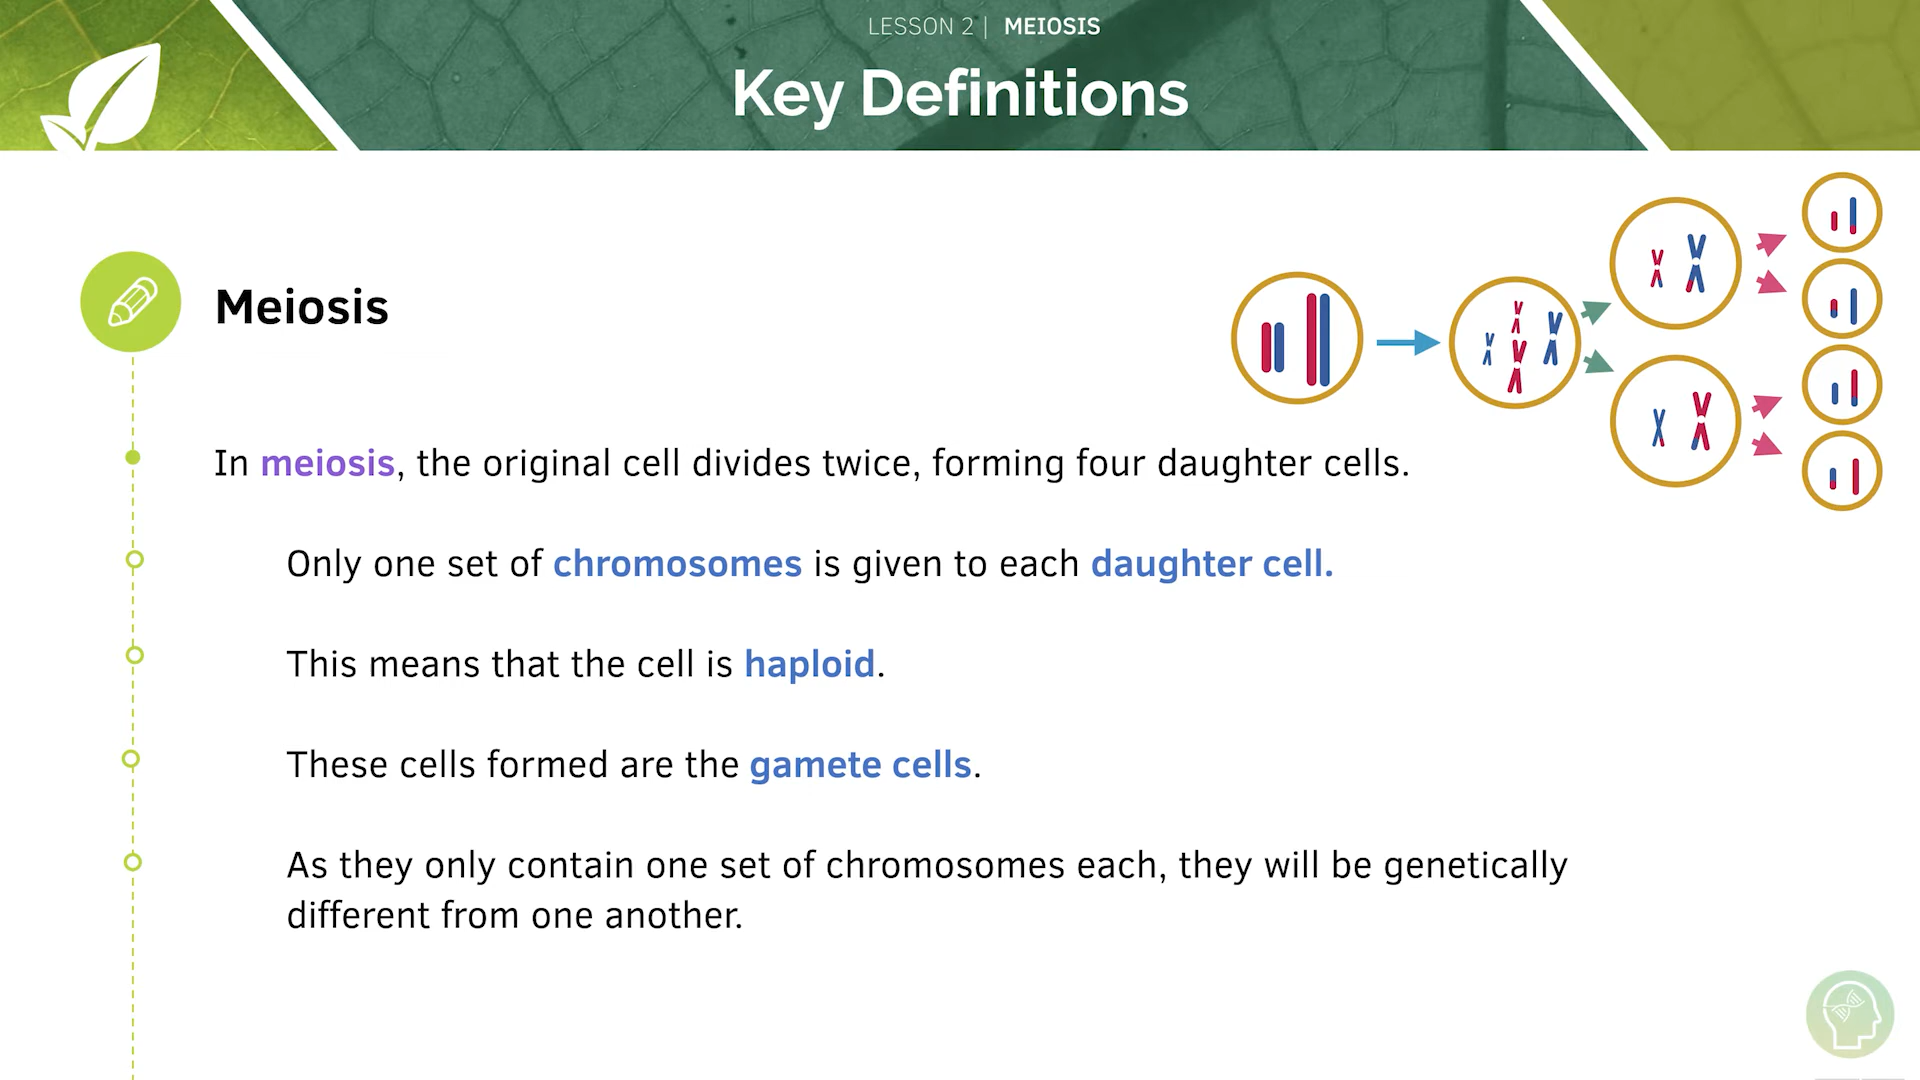 LESSON 2 | MEIOSIS
Key Definitions
Meiosis
In meiosis, the original cell divides twice, forming four daughter cells.
Only one set of chromosomes is given to each daughter cell.
This means that the cell is haploid.
These cells formed are the gamete cells.
As they only contain one set of chromosomes each, they will be genetically
different from one another.